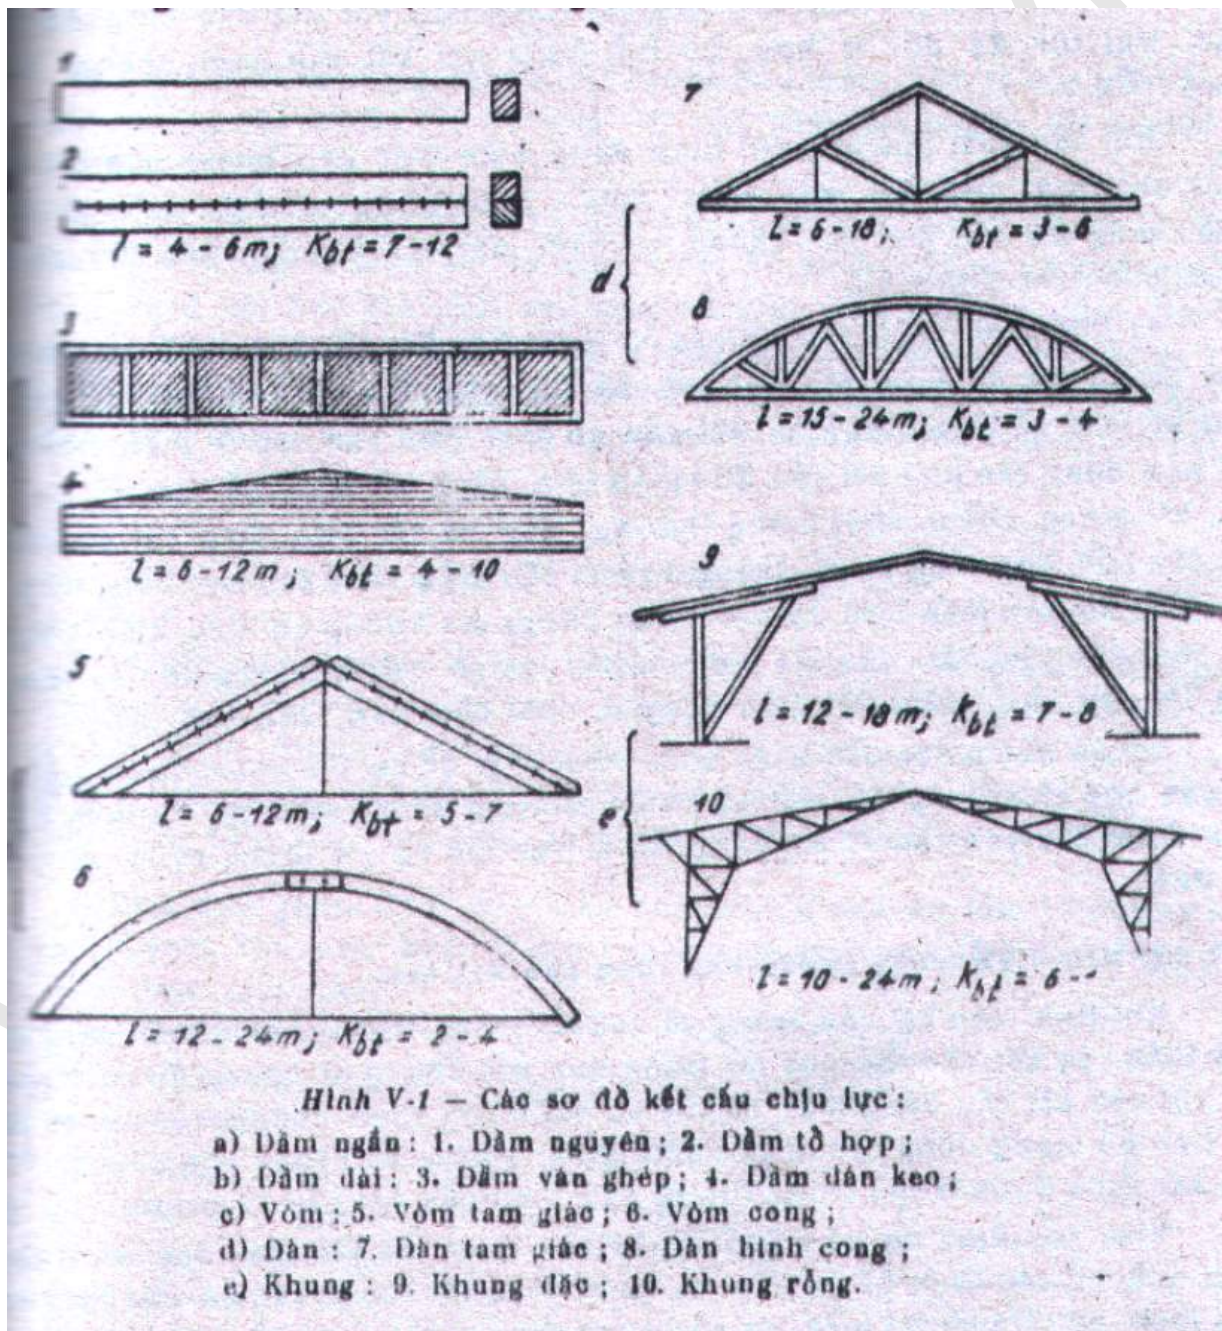 1
2
l = 4 - 6m; Kbt = 7-12
3
4
l = 6-12m; Kbt = 4-10
5
l = 6-12m; Kbt = 5-7
6
l = 12-24m; Kbt = 2-4
d
7
l = 6-18; Kbt = 3-6
8
l = 15-24m; Kbt = 3-4
e
9
l = 12-18m; Kbt = 7-8
10
l = 10-24m; Kbt = 6-
Hình V-1 — Các sơ đồ kết cấu chịu lực:
a) Dầm ngắn: 1. Dầm nguyên; 2. Dầm tổ hợp;
b) Dầm dài: 3. Dầm ván ghép; 4. Dầm dán keo;
c) Vòm: 5. Vòm tam giác; 6. Vòm cong;
d) Dàn: 7. Dàn tam giác; 8. Dàn hình cong;
e) Khung: 9. Khung đặc; 10. Khung rỗng.